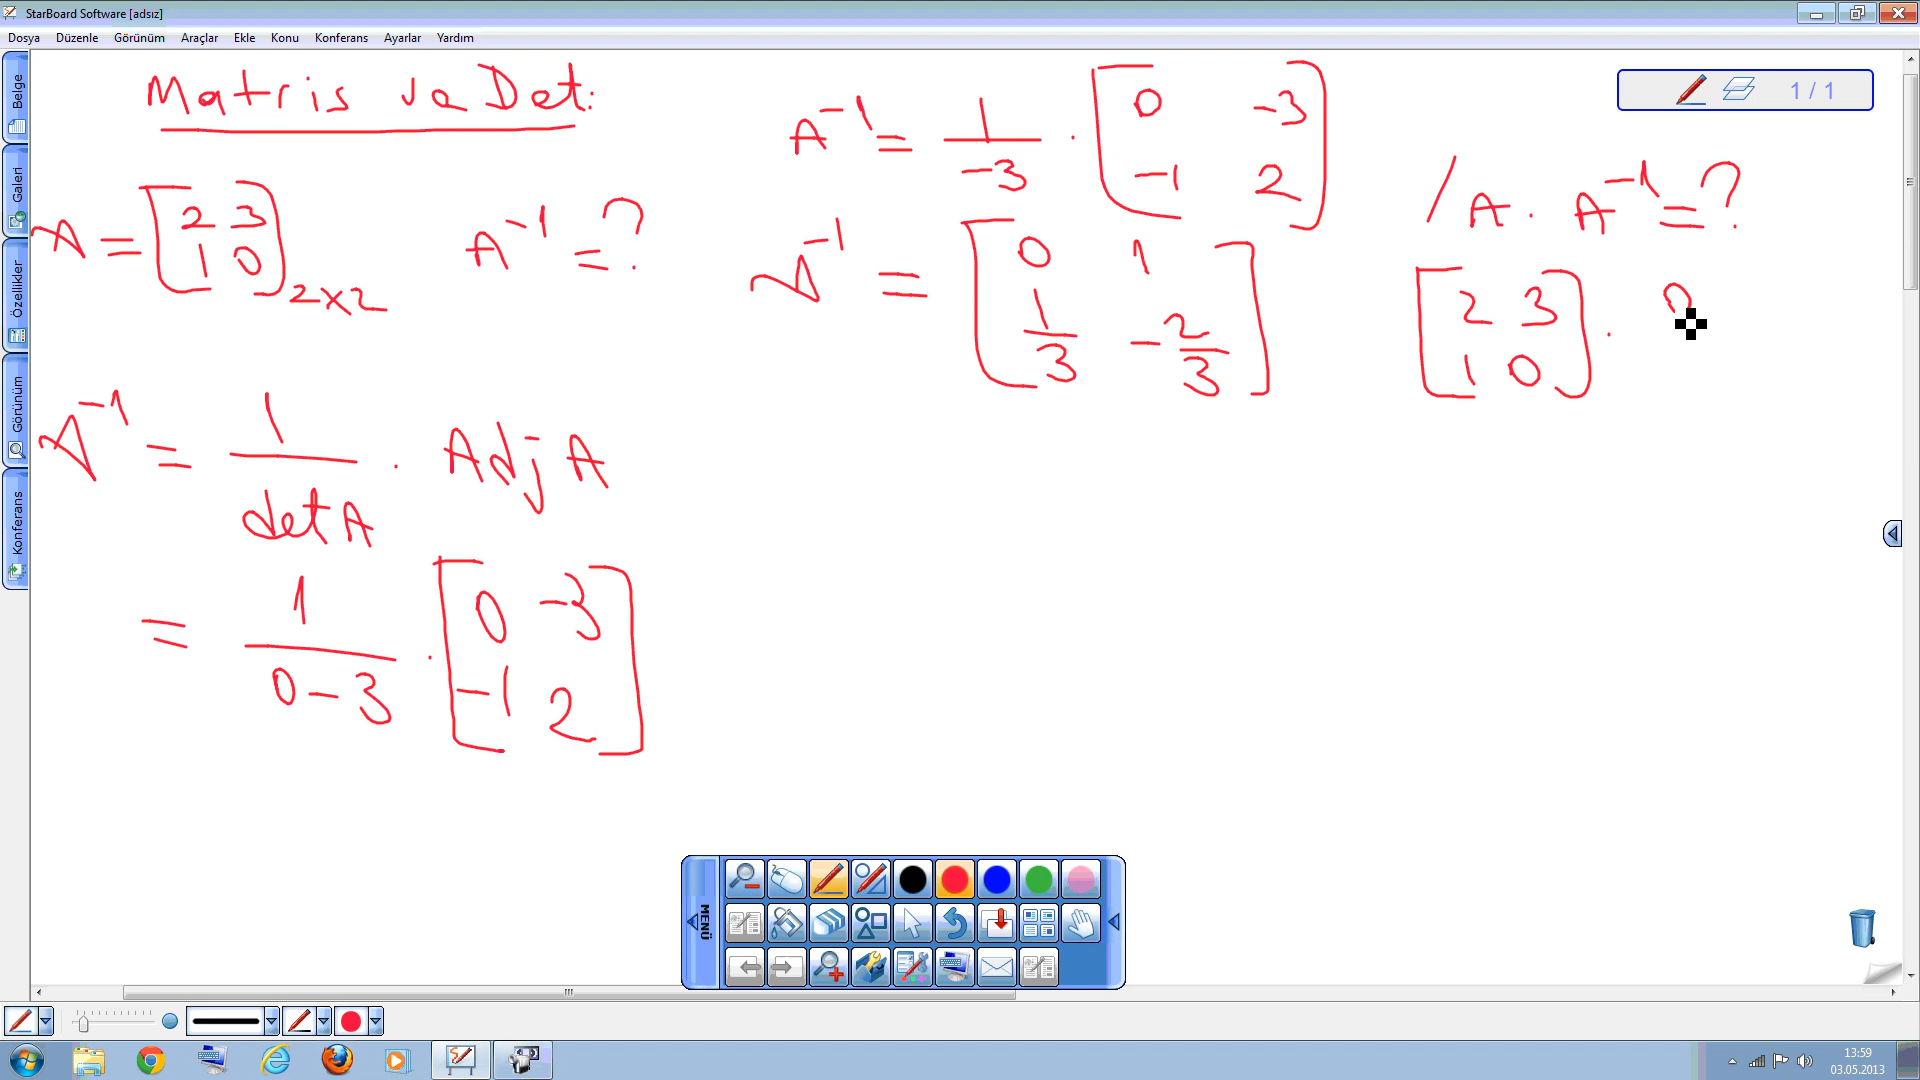 StarBoard Software [adsız]
Dosya Düzenle Görünüm Araçlar Ekle Konu Konferans Ayarlar Yardım
Belge
Galeri
Özellikler
Görünüm
Konferans
1 / 1
Matris ve Det:
A = [2 3
1 0] 2x2
A⁻¹ = ?
A⁻¹ = 1/detA . Adj A
= 1/(0-3) . [0 -3
-1 2]
A⁻¹ = 1/-3 . [0 -3
-1 2]
A⁻¹ = [0 1
1/3 -2/3]
/ A . A⁻¹ = ?
[2 3
1 0] . 0
MENÜ
13:59
03.05.2013